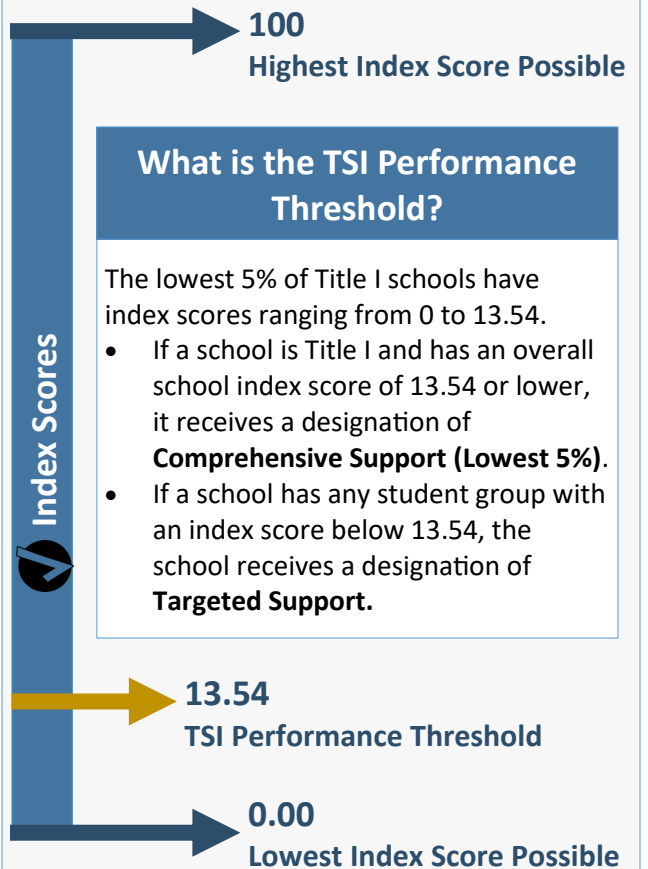 100
Highest Index Score Possible
What is the TSI Performance
Threshold?
The lowest 5% of Title I schools have
index scores ranging from 0 to 13.54.
• If a school is Title I and has an overall
school index score of 13.54 or lower,
it receives a designation of
Comprehensive Support (Lowest 5%).
• If a school has any student group with
an index score below 13.54, the
school receives a designation of
Targeted Support.
Index Scores
13.54
TSI Performance Threshold
0.00
Lowest Index Score Possible